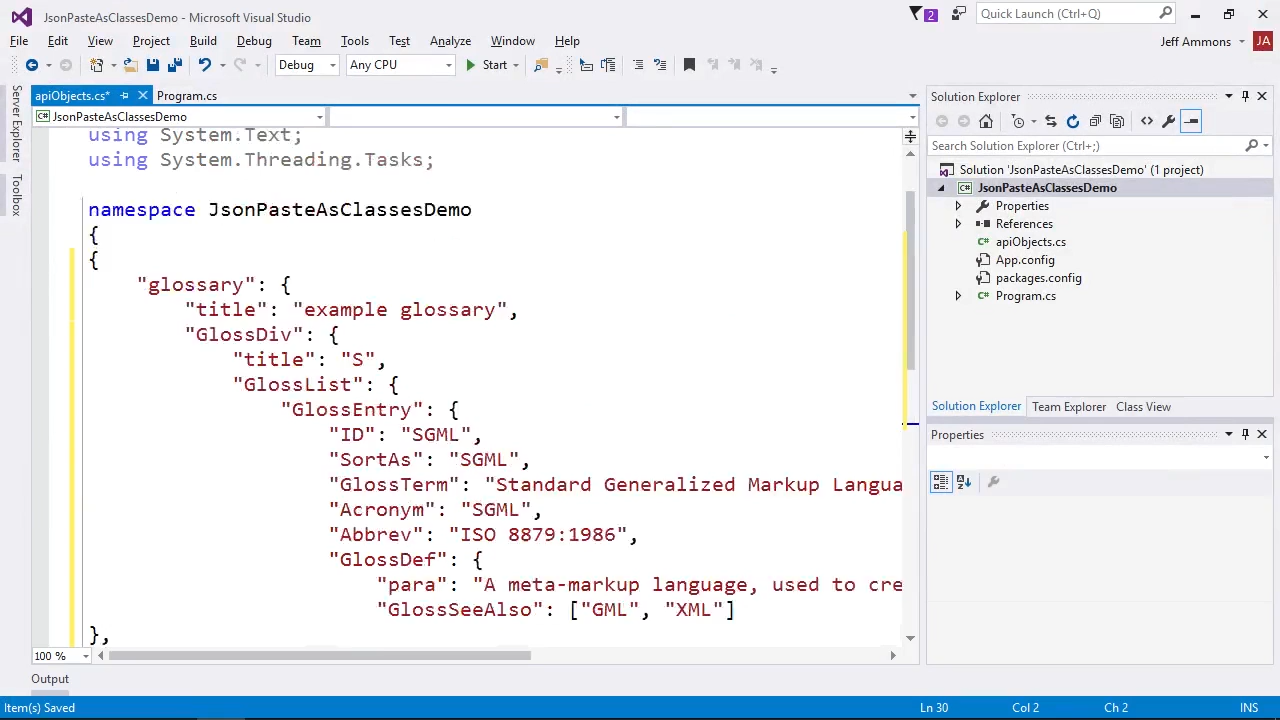 JsonPasteAsClassesDemo - Microsoft Visual Studio
2
Quick Launch (Ctrl+Q)
File Edit View Project Build Debug Team Tools Test Analyze Window Help
Jeff Ammons
JA
Debug
Any CPU
Start
Server Explorer
Toolbox
apiObjects.cs*
Program.cs
JsonPasteAsClassesDemo
using System.Text;
using System.Threading.Tasks;
namespace JsonPasteAsClassesDemo
{
{
"glossary": {
"title": "example glossary",
"GlossDiv": {
"title": "S",
"GlossList": {
"GlossEntry": {
"ID": "SGML",
"SortAs": "SGML",
"GlossTerm": "Standard Generalized Markup Langua
"Acronym": "SGML",
"Abbrev": "ISO 8879:1986",
"GlossDef": {
"para": "A meta-markup language, used to cre
"GlossSeeAlso": ["GML", "XML"]
},
100 %
Output
Solution Explorer
Search Solution Explorer (Ctrl+;)
Solution 'JsonPasteAsClassesDemo' (1 project)
JsonPasteAsClassesDemo
Properties
References
apiObjects.cs
App.config
packages.config
Program.cs
Solution Explorer Team Explorer Class View
Properties
Item(s) Saved
Ln 30
Col 2
Ch 2
INS